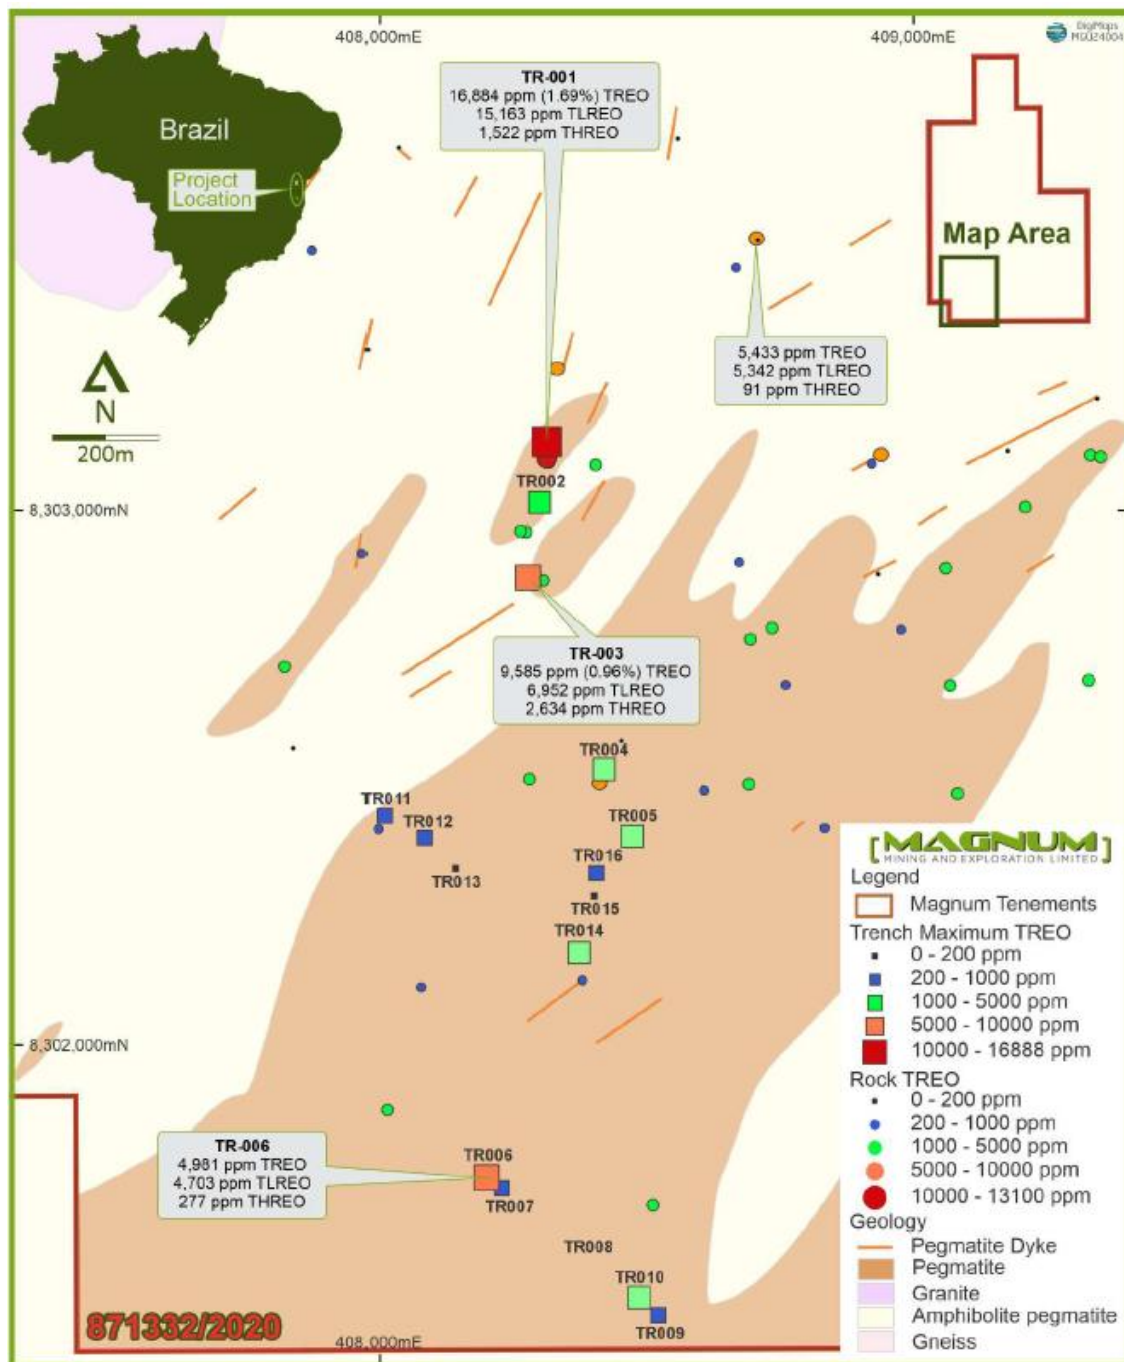 408,000mE
409,000mE
DigMaps
MGU24004
TR-001
16,884 ppm (1.69%) TREO
15,163 ppm TLREO
1,522 ppm THREO
Brazil
Project
Location
Map Area
5,433 ppm TREO
5,342 ppm TLREO
91 ppm THREO
N
200m
TR002
8,303,000mN
TR-003
9,585 ppm (0.96%) TREO
6,952 ppm TLREO
2,634 ppm THREO
TR004
TR011
TR005
TR012
TR016
TR013
TR015
TR014
8,302,000mN
TR-006
4,981 ppm TREO
4,703 ppm TLREO
277 ppm THREO
TR006
TR007
TR008
TR010
TR009
871332/2020
408,000mE
[MAGNUM]
MINING AND EXPLORATION LIMITED
Legend
Magnum Tenements
Trench Maximum TREO
0 - 200 ppm
200 - 1000 ppm
1000 - 5000 ppm
5000 - 10000 ppm
10000 - 16888 ppm
Rock TREO
0 - 200 ppm
200 - 1000 ppm
1000 - 5000 ppm
5000 - 10000 ppm
10000 - 13100 ppm
Geology
Pegmatite Dyke
Pegmatite
Granite
Amphibolite pegmatite
Gneiss